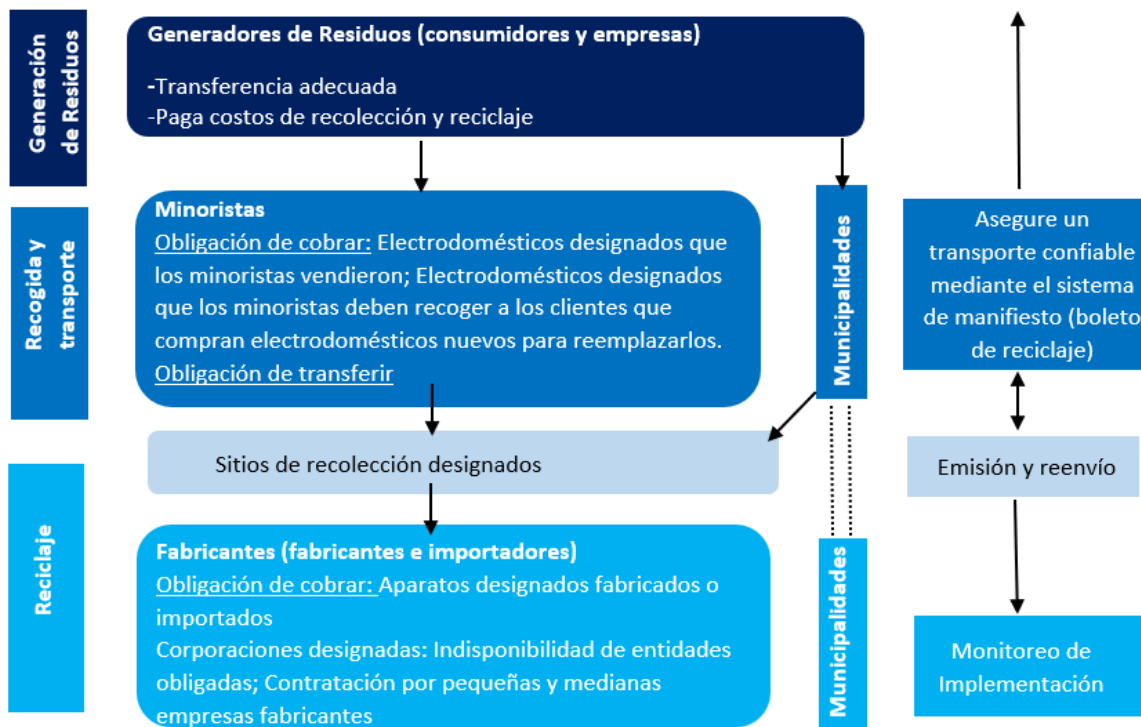 Generación
de Residuos
Generadores de Residuos (consumidores y empresas)
-Transferencia adecuada
-Paga costos de recolección y reciclaje
Recogida y
transporte
Minoristas
Obligación de cobrar: Electrodomésticos designados que
los minoristas vendieron; Electrodomésticos designados
que los minoristas deben recoger a los clientes que
compran electrodomésticos nuevos para reemplazarlos.
Obligación de transferir
Municipalidades
Asegure un
transporte confiable
mediante el sistema
de manifiesto (boleto
de reciclaje)
Sitios de recolección designados
Emisión y reenvío
Reciclaje
Fabricantes (fabricantes e importadores)
Obligación de cobrar: Aparatos designados fabricados o
importados
Corporaciones designadas: Indisponibilidad de entidades
obligadas; Contratación por pequeñas y medianas
empresas fabricantes
Municipalidades
Monitoreo de
Implementación